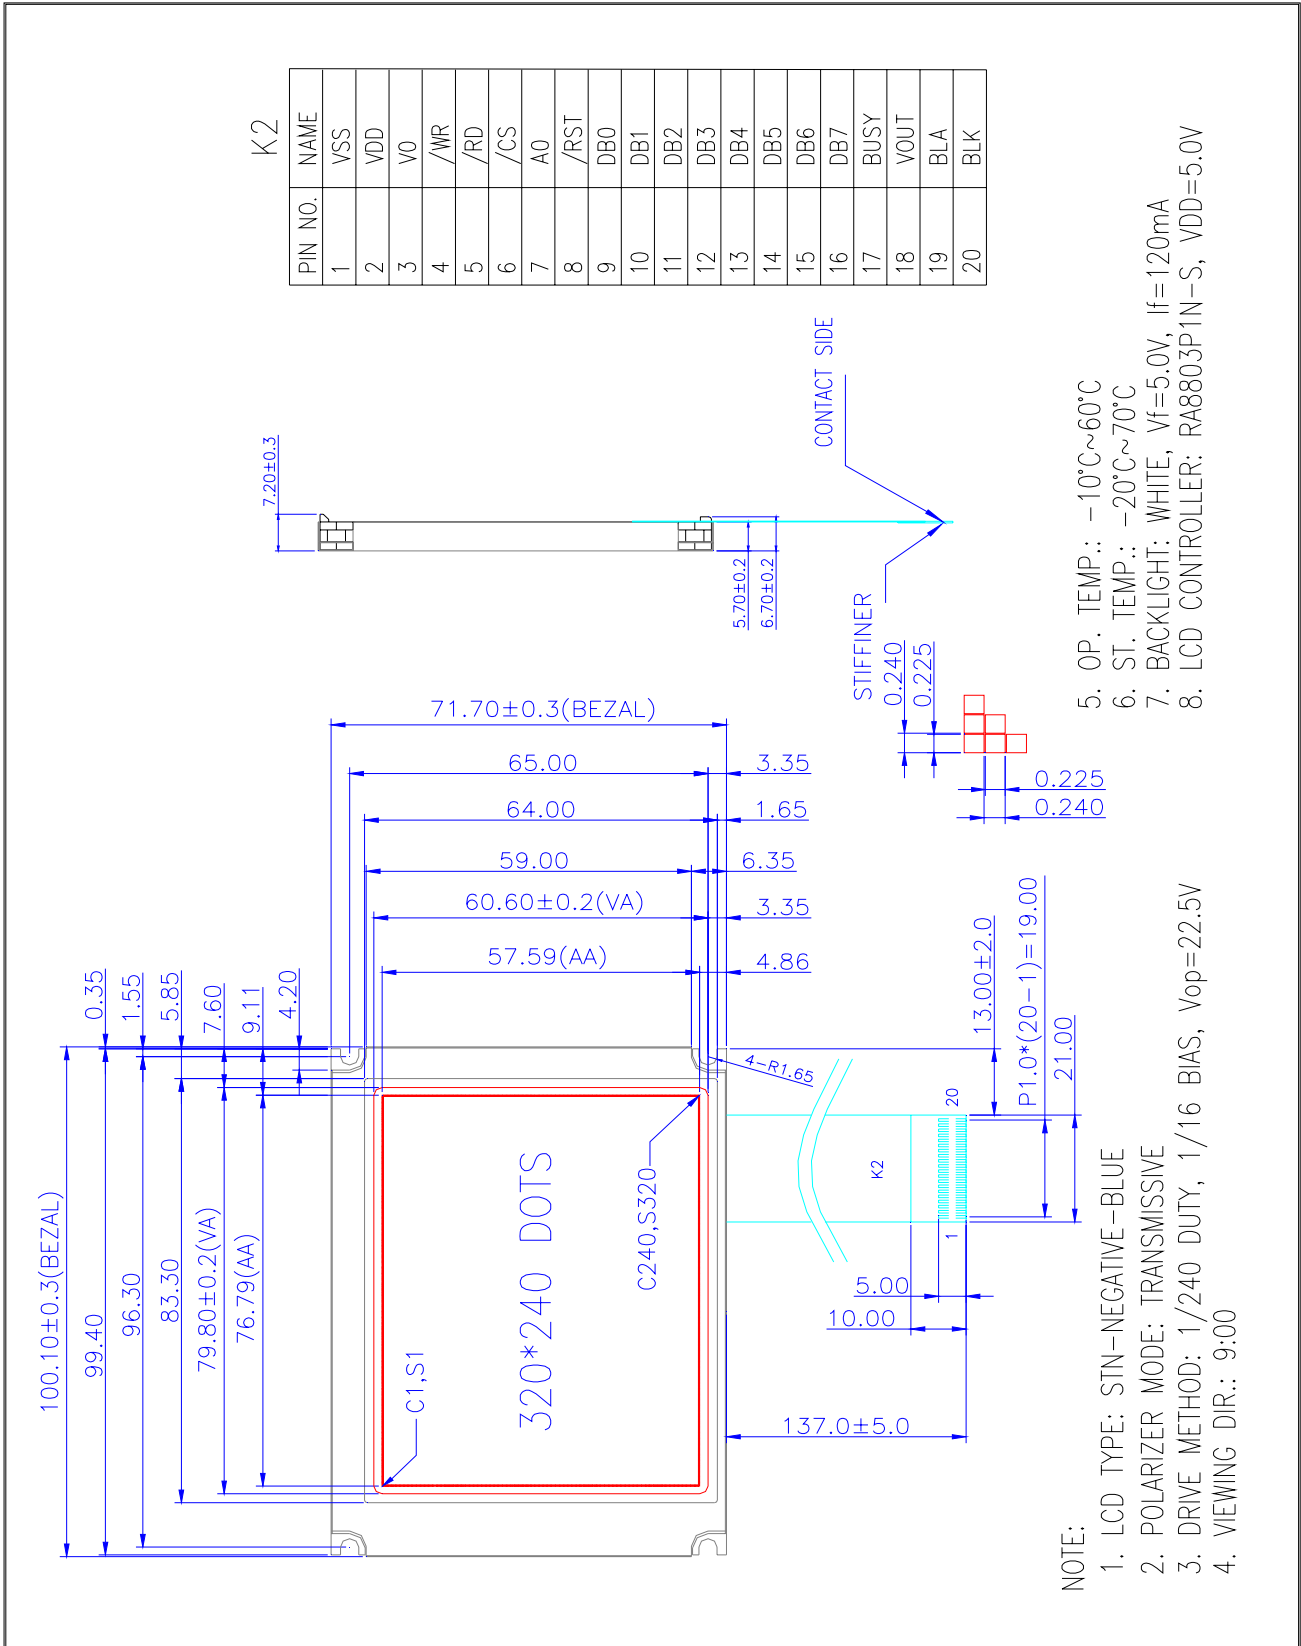 100.10±0.3(BEZAL)
99.40
0.35
96.30
1.55
83.30
5.85
79.80±0.2(VA)
7.60
76.79(AA)
9.11
4.20
71.70±0.3(BEZAL)
65.00
3.35
64.00
1.65
59.00
6.35
60.60±0.2(VA)
3.35
57.59(AA)
4.86
4-R1.65
C1,S1
320*240 DOTS
C240,S320
K2
1
20
5.00
10.00
137.0±5.0
13.00±2.0
P1.0*(20-1)=19.00
21.00
7.20±0.3
5.70±0.2
6.70±0.2
CONTACT SIDE
STIFFINER
0.240
0.225
0.225
0.240
K2
PIN NO. NAME
1 VSS
2 VDD
3 V0
4 /WR
5 /RD
6 /CS
7 A0
8 /RST
9 DB0
10 DB1
11 DB2
12 DB3
13 DB4
14 DB5
15 DB6
16 DB7
17 BUSY
18 VOUT
19 BLA
20 BLK
NOTE:
1. LCD TYPE: STN-NEGATIVE-BLUE
2. POLARIZER MODE: TRANSMISSIVE
3. DRIVE METHOD: 1/240 DUTY, 1/16 BIAS, Vop=22.5V
4. VIEWING DIR.: 9:00
5. OP. TEMP.: -10°C~60°C
6. ST. TEMP.: -20°C~70°C
7. BACKLIGHT: WHITE, Vf=5.0V, If=120mA
8. LCD CONTROLLER: RA8803P1N-S, VDD=5.0V